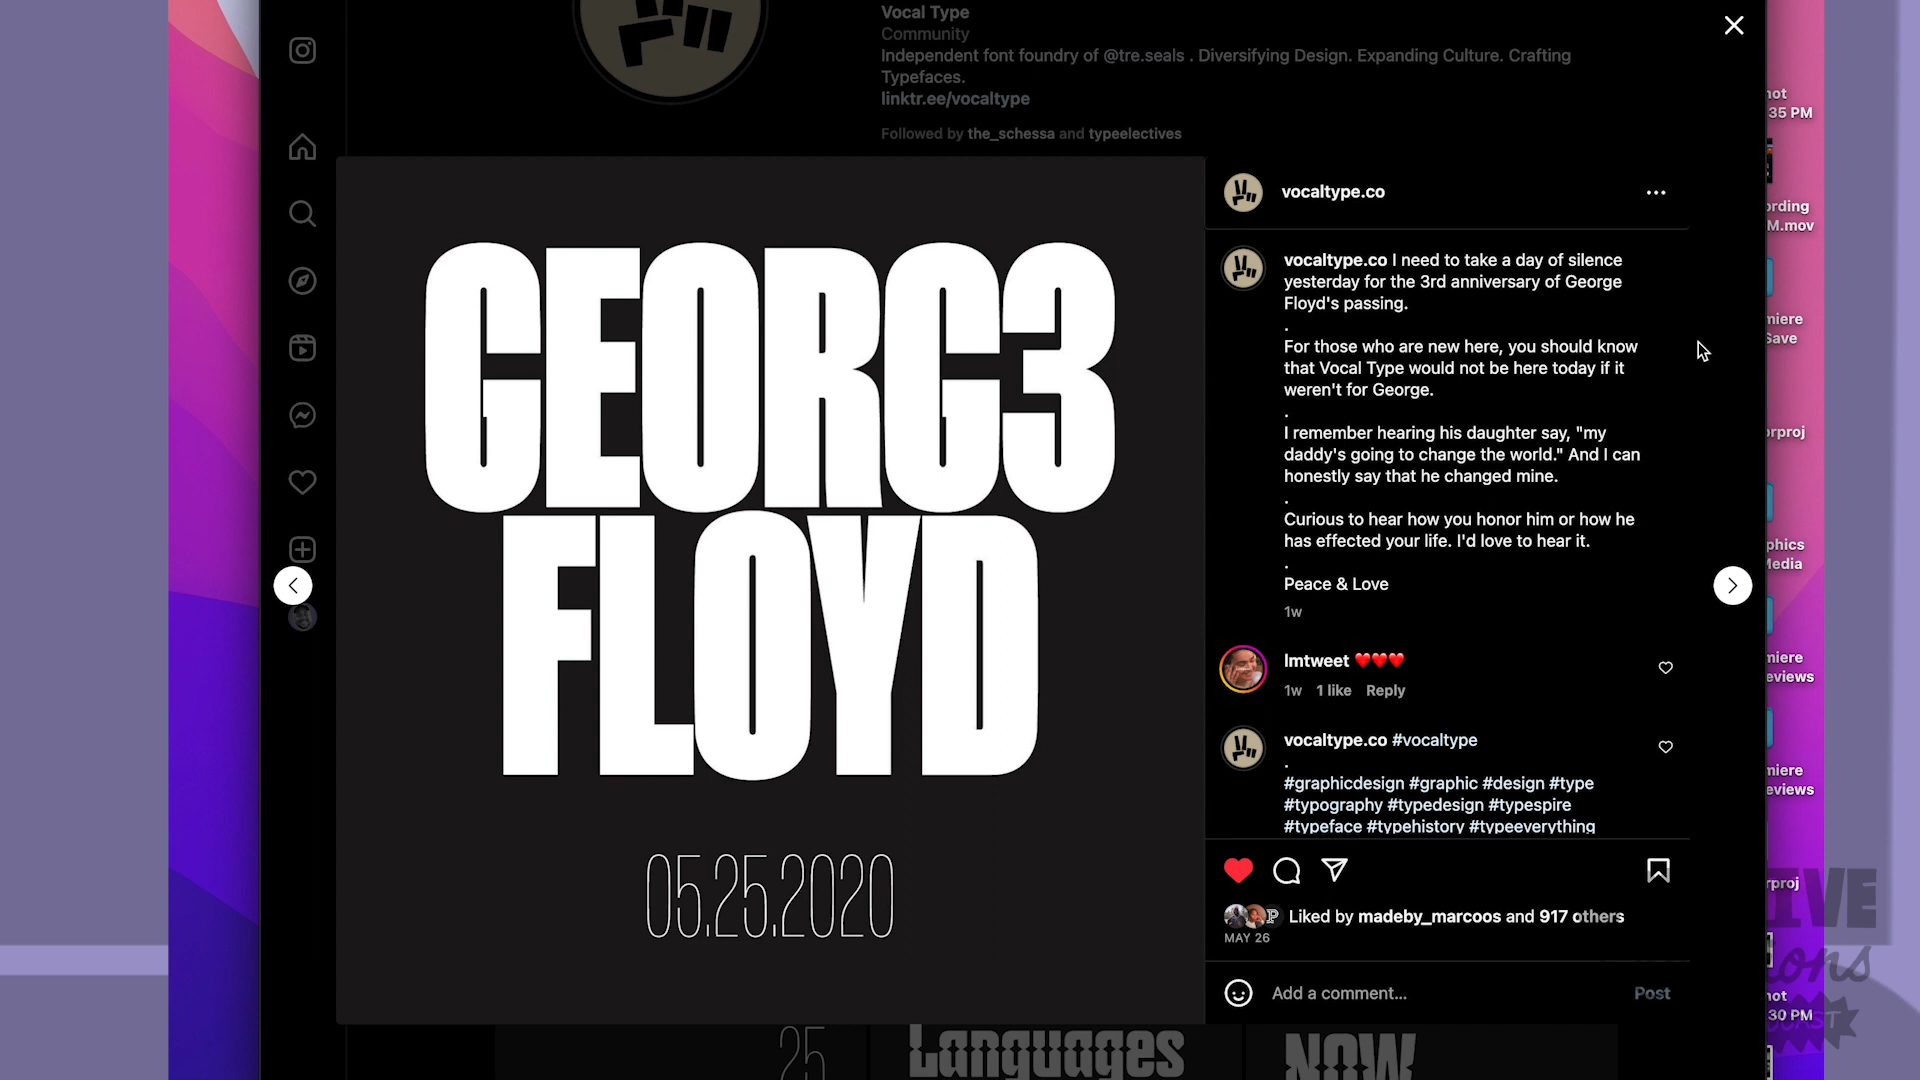 Vocal Type
Community
Independent font foundry of @tre.seals . Diversifying Design. Expanding Culture. Crafting
Typefaces.
linktr.ee/vocaltype
Followed by the_schessa and typeelectives
GEORG3
FLOYD
05.25.2020
vocaltype.co
vocaltype.co I need to take a day of silence
yesterday for the 3rd anniversary of George
Floyd's passing.
.
For those who are new here, you should know
that Vocal Type would not be here today if it
weren't for George.
.
I remember hearing his daughter say, "my
daddy's going to change the world." And I can
honestly say that he changed mine.
.
Curious to hear how you honor him or how he
has effected your life. I'd love to hear it.
.
Peace & Love
1w
lmtweet ❤️❤️❤️
1w 1 like Reply
vocaltype.co #vocaltype
.
#graphicdesign #graphic #design #type
#typography #typedesign #typespire
#typeface #typehistory #typeeverything
Liked by madeby_marcoos and 917 others
MAY 26
Add a comment...
Post
25
Languages
NOW
35 PM
M.mov
30 PM